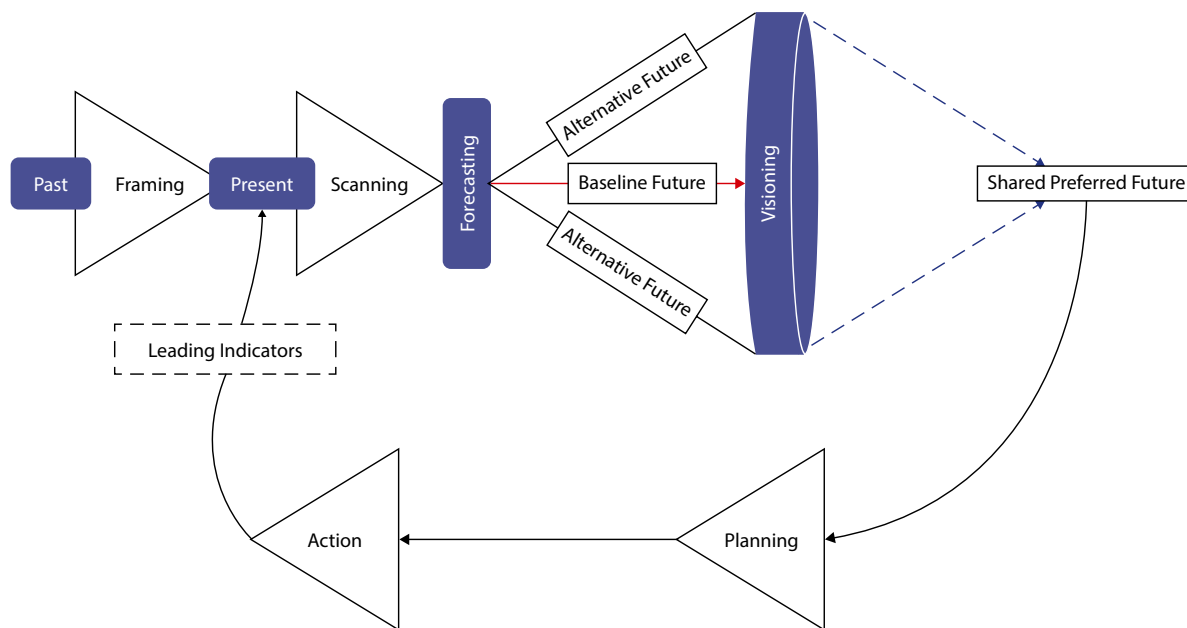 Past
Framing
Present
Scanning
Forecasting
Alternative Future
Baseline Future
Alternative Future
Visioning
Shared Preferred Future
Leading Indicators
Action
Planning